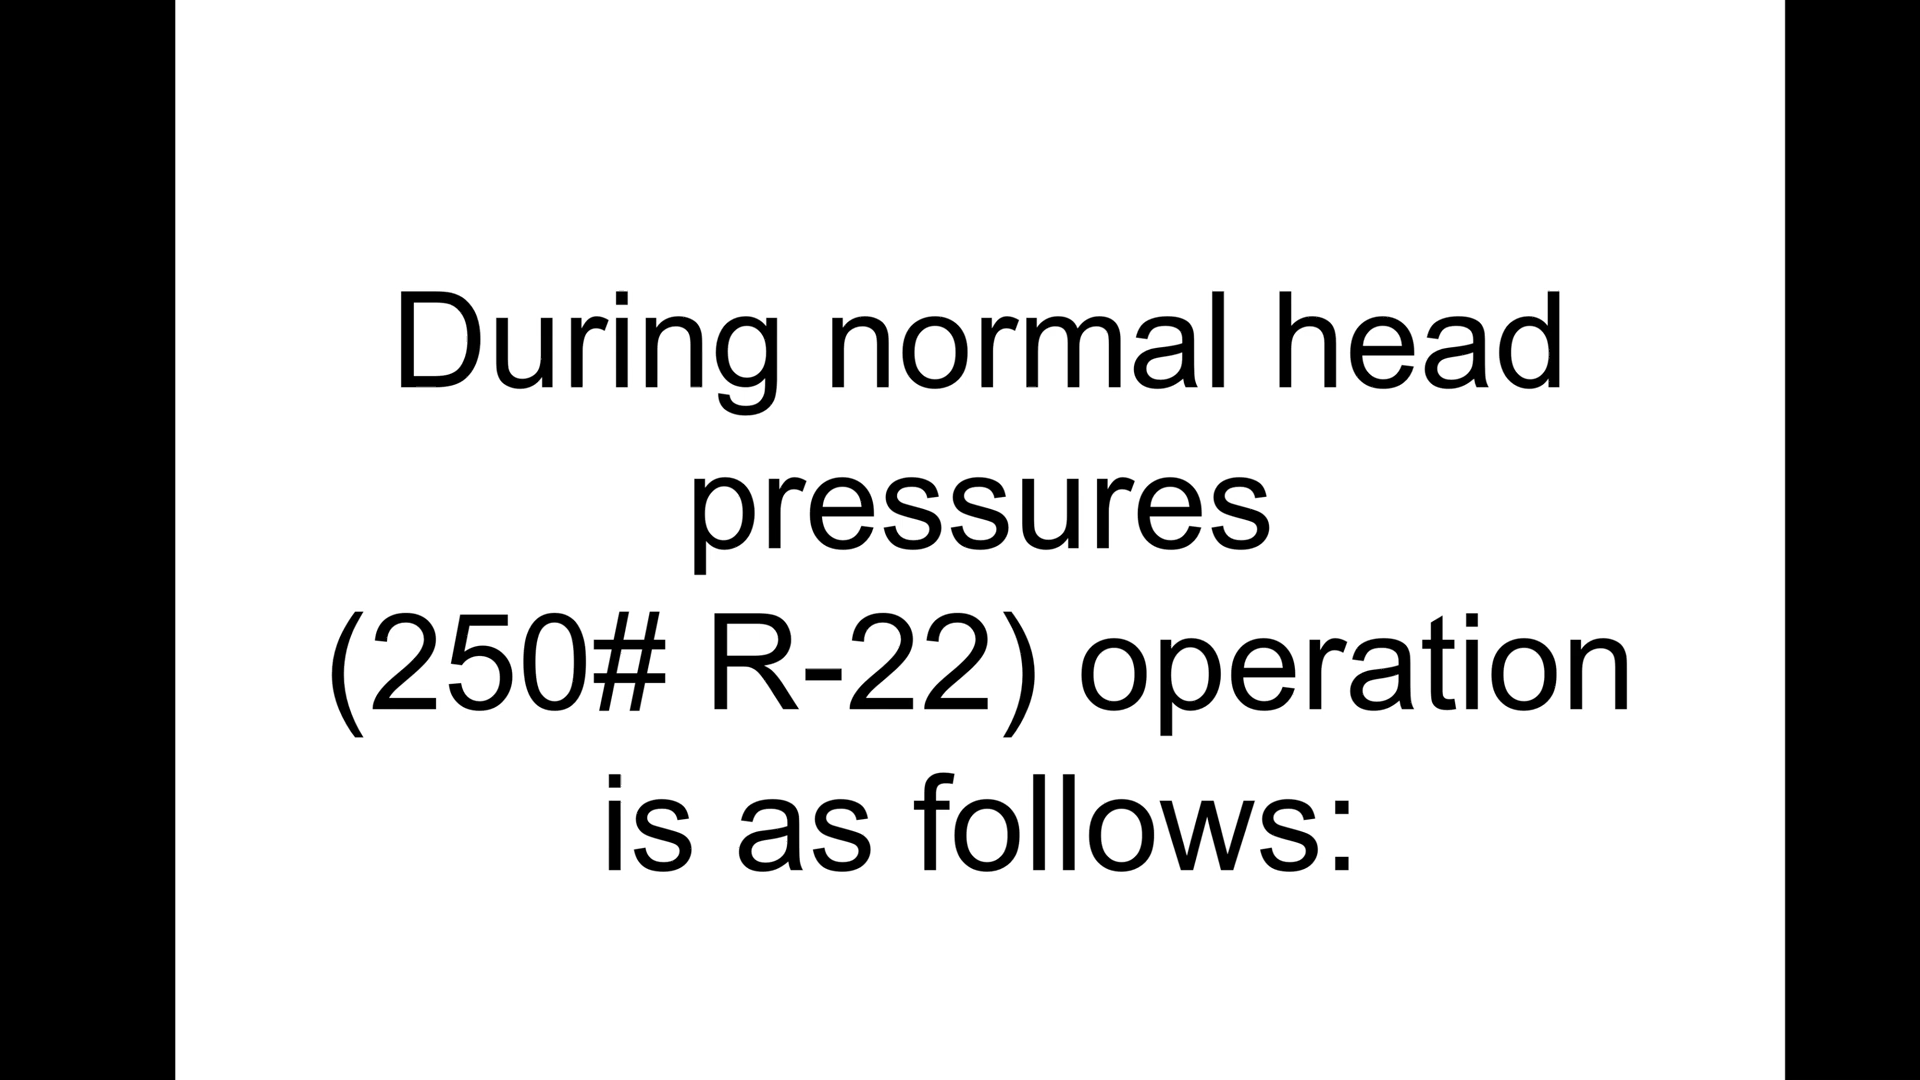 During normal head
pressures
(250# R-22) operation
is as follows: